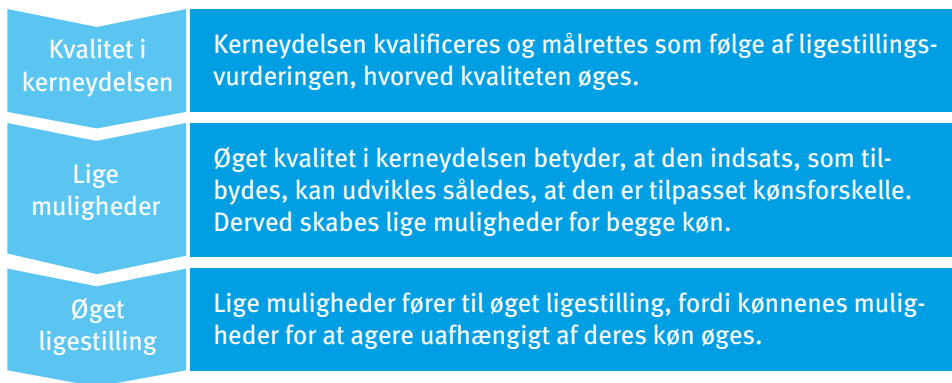 Kvalitet i
kerneydelsen
Kerneydelsen kvalificeres og målrettes som følge af ligestillings-
vurderingen, hvorved kvaliteten øges.
Lige
muligheder
Øget kvalitet i kerneydelsen betyder, at den indsats, som til-
bydes, kan udvikles således, at den er tilpasset kønsforskelle.
Derved skabes lige muligheder for begge køn.
Øget
ligestilling
Lige muligheder fører til øget ligestilling, fordi kønnenes mulig-
heder for at agere uafhængigt af deres køn øges.